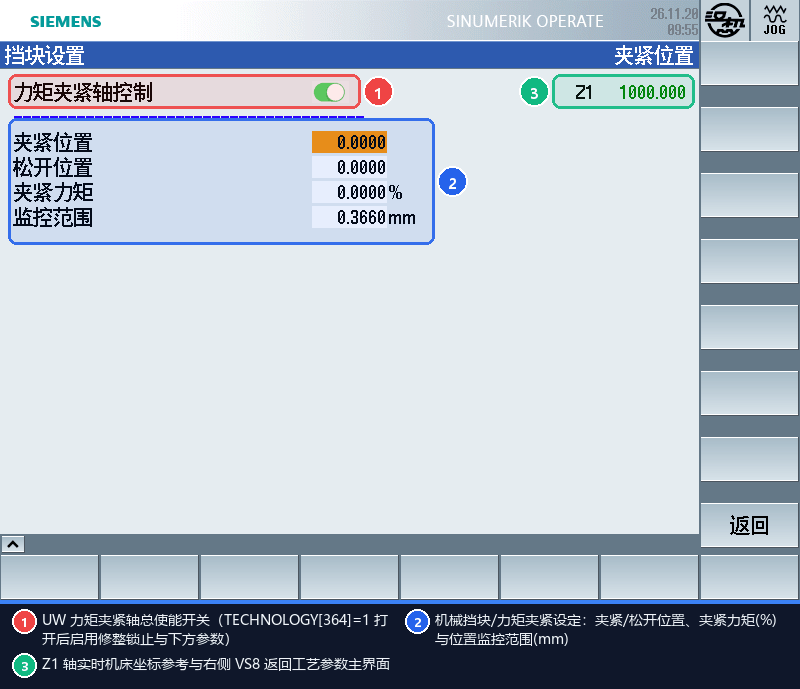 SIEMENS
SINUMERIK OPERATE
26.11.20
09:55
JOG
挡块设置
夹紧位置
力矩夹紧轴控制
1
3
Z1 1000.000
夹紧位置 0.0000
松开位置 0.0000
夹紧力矩 0.0000 %
监控范围 0.3660 mm
2
返回
1 UW 力矩夹紧轴总使能开关（TECHNOLOGY[364]=1 打
开后启用修整锁止与下方参数）
2 机械挡块/力矩夹紧设定：夹紧/松开位置、夹紧力矩(%)
与位置监控范围(mm)
3 Z1 轴实时机床坐标参考与右侧 VS8 返回工艺参数主界面